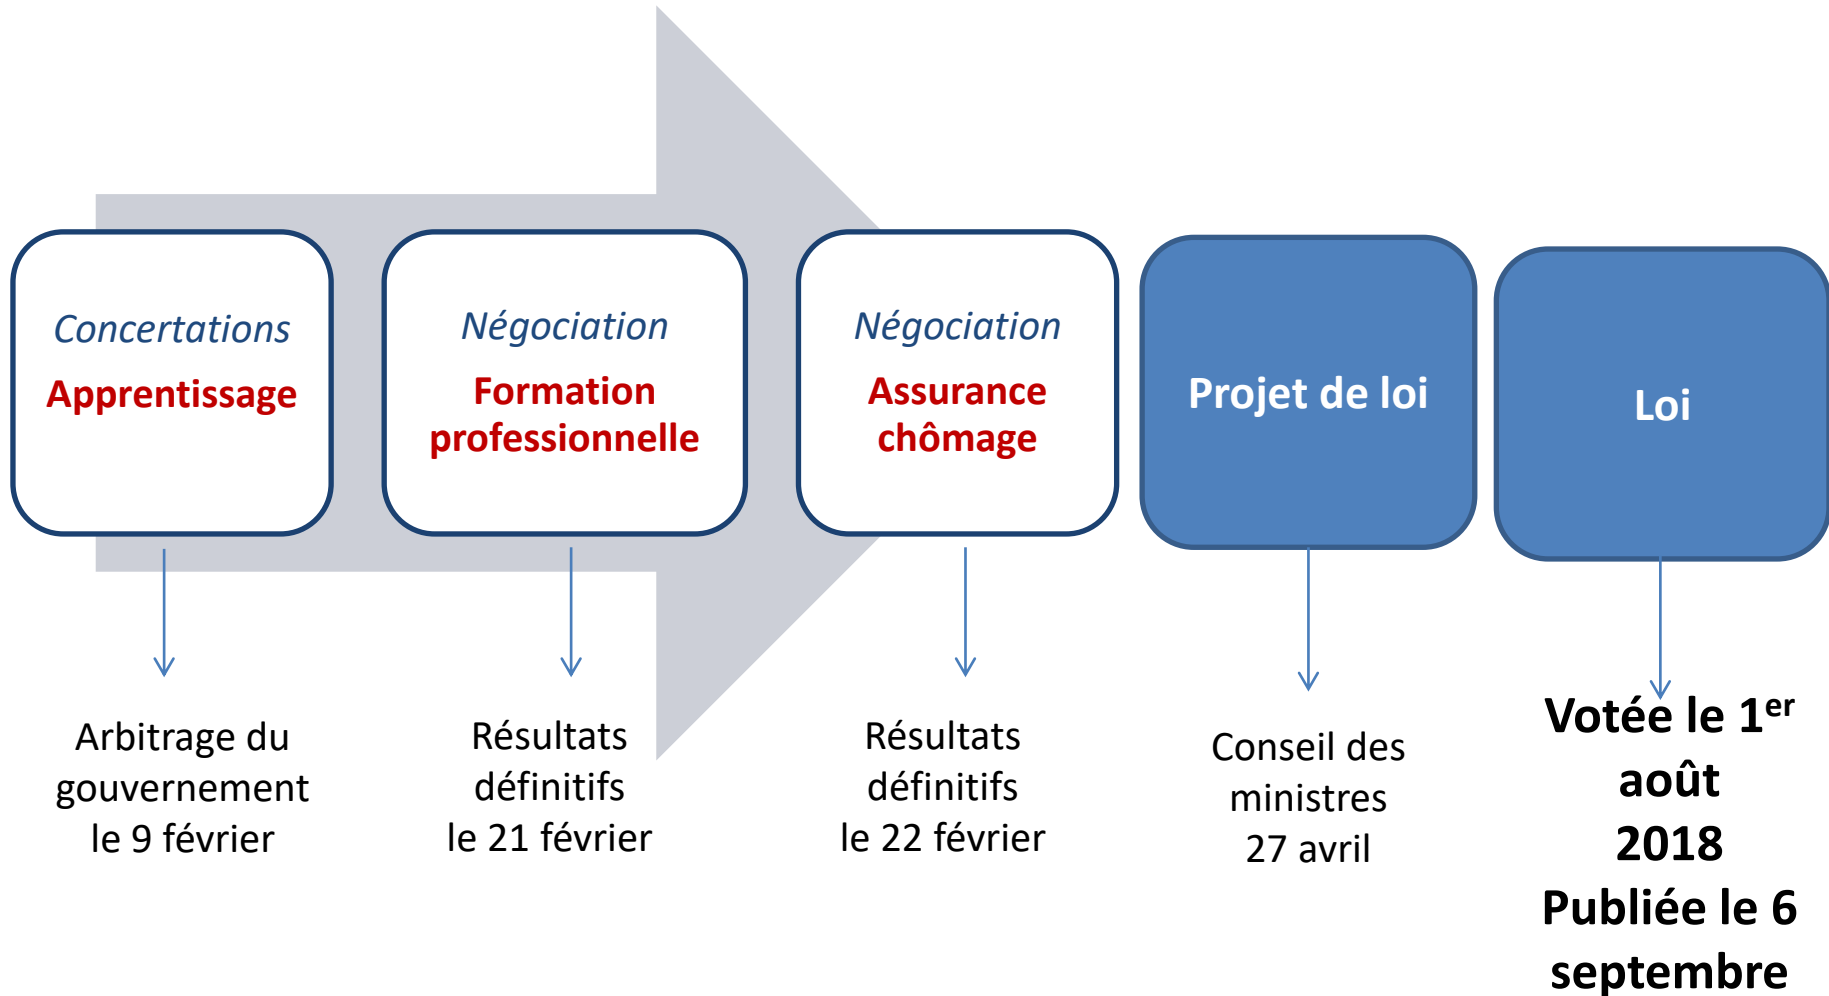 Concertations
Apprentissage
Négociation
Formation
professionnelle
Négociation
Assurance
chômage
Projet de loi
Loi
Arbitrage du
gouvernement
le 9 février
Résultats
définitifs
le 21 février
Résultats
définitifs
le 22 février
Conseil des
ministres
27 avril
Votée le 1er
août
2018
Publiée le 6
septembre